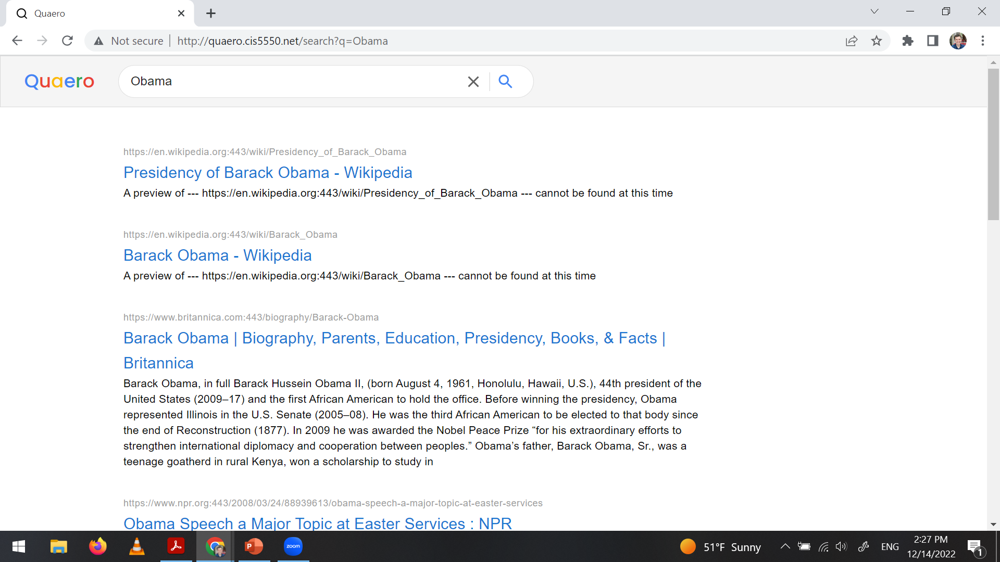 Quaero
Not secure
http://quaero.cis5550.net/search?q=Obama
Quaero
Obama
https://en.wikipedia.org:443/wiki/Presidency_of_Barack_Obama
Presidency of Barack Obama - Wikipedia
A preview of --- https://en.wikipedia.org:443/wiki/Presidency_of_Barack_Obama --- cannot be found at this time
https://en.wikipedia.org:443/wiki/Barack_Obama
Barack Obama - Wikipedia
A preview of --- https://en.wikipedia.org:443/wiki/Barack_Obama --- cannot be found at this time
https://www.britannica.com:443/biography/Barack-Obama
Barack Obama | Biography, Parents, Education, Presidency, Books, & Facts |
Britannica
Barack Obama, in full Barack Hussein Obama II, (born August 4, 1961, Honolulu, Hawaii, U.S.), 44th president of the
United States (2009–17) and the first African American to hold the office. Before winning the presidency, Obama
represented Illinois in the U.S. Senate (2005–08). He was the third African American to be elected to that body since
the end of Reconstruction (1877). In 2009 he was awarded the Nobel Peace Prize “for his extraordinary efforts to
strengthen international diplomacy and cooperation between peoples.” Obama’s father, Barack Obama, Sr., was a
teenage goatherd in rural Kenya, won a scholarship to study in
https://www.npr.org:443/2008/03/24/88939613/obama-speech-a-major-topic-at-easter-services
Obama Speech a Major Topic at Easter Services : NPR
P
zoom
51°F Sunny
ENG
2:27 PM
12/14/2022
1